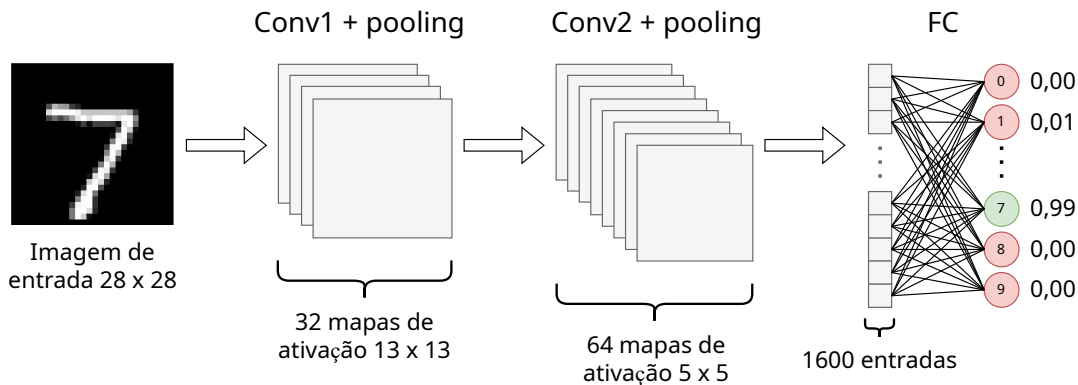 Conv1 + pooling
Conv2 + pooling
FC
0
0,00
1
0,01
7
0,99
8
0,00
9
0,00
Imagem de
entrada 28 x 28
32 mapas de
ativação 13 x 13
64 mapas de
ativação 5 x 5
1600 entradas